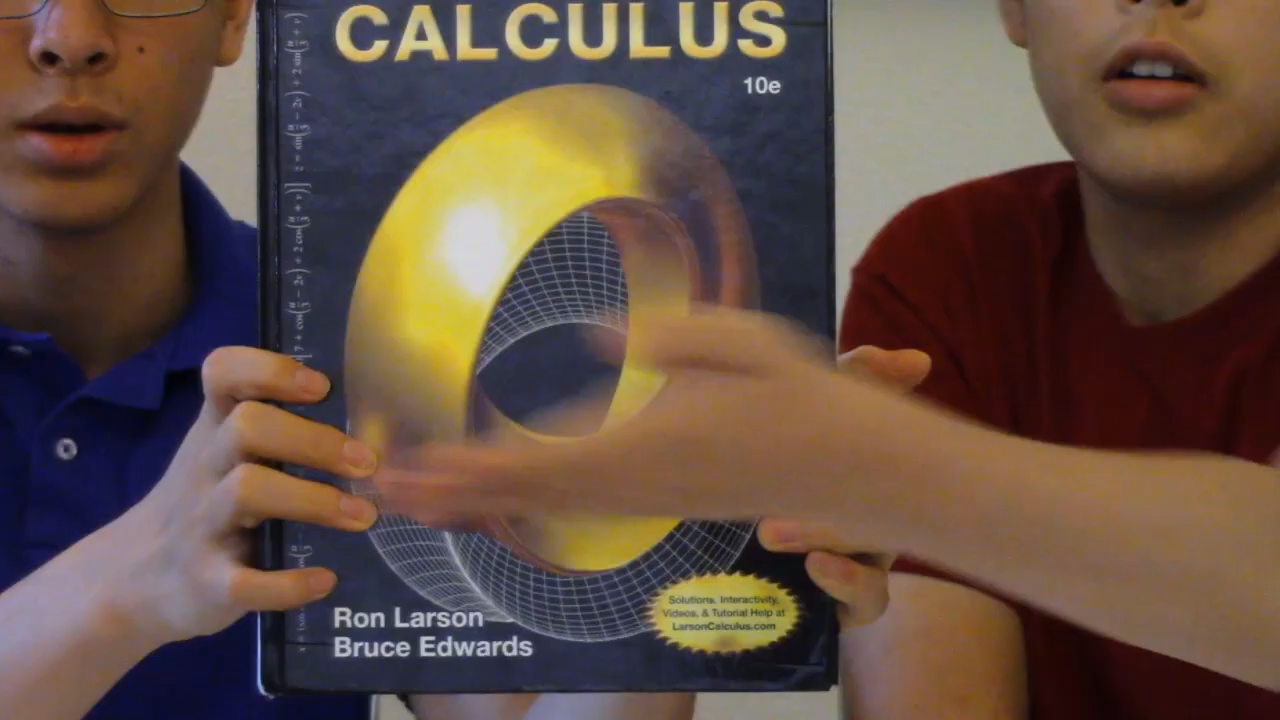 CALCULUS
10e
Ron Larson
Bruce Edwards
Solutions, Interactivity,
Videos, & Tutorial Help at
LarsonCalculus.com